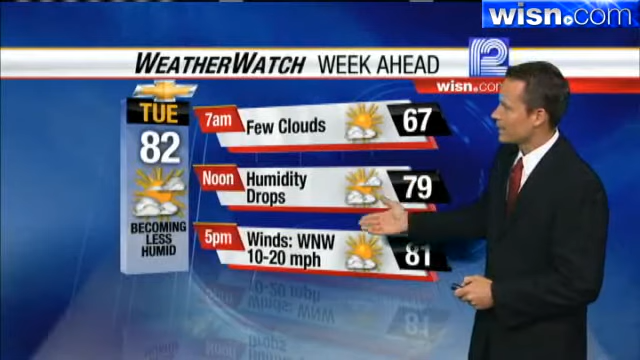 wisn.com
WEATHERWATCH WEEK AHEAD
12
wisn.com
TUE
82
BECOMING
LESS
HUMID
7am
Few Clouds
67
Noon
Humidity
Drops
79
5pm
Winds: WNW
10-20 mph
81